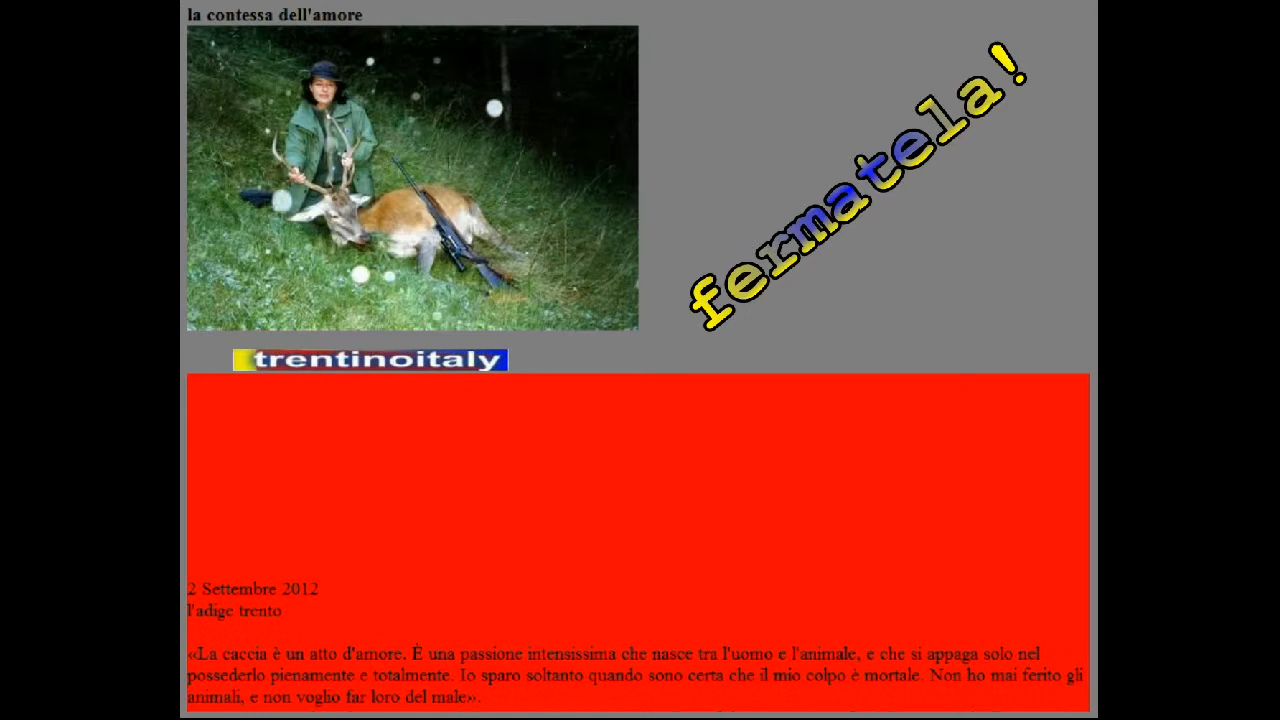 la contessa dell'amore
fermatela!
trentinoitaly
2 Settembre 2012
l'adige trento
«La caccia è un atto d'amore. È una passione intensissima che nasce tra l'uomo e l'animale, e che si appaga solo nel
possederlo pienamente e totalmente. Io sparo soltanto quando sono certa che il mio colpo è mortale. Non ho mai ferito gli
animali, e non voglio far loro del male».